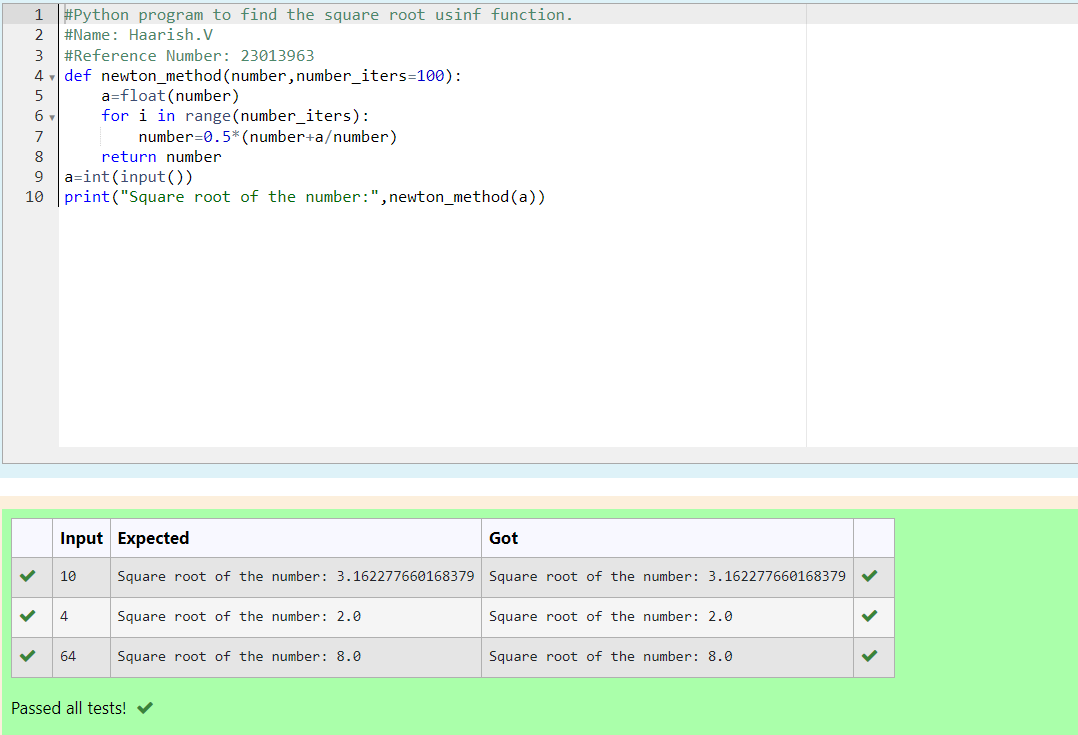 1 #Python program to find the square root usinf function.
2 #Name: Haarish.V
3 #Reference Number: 23013963
4 def newton_method(number,number_iters=100):
5     a=float(number)
6     for i in range(number_iters):
7         number=0.5*(number+a/number)
8     return number
9 a=int(input())
10 print("Square root of the number:",newton_method(a))
Input Expected Got
10 Square root of the number: 3.162277660168379 Square root of the number: 3.162277660168379
4 Square root of the number: 2.0 Square root of the number: 2.0
64 Square root of the number: 8.0 Square root of the number: 8.0
Passed all tests!